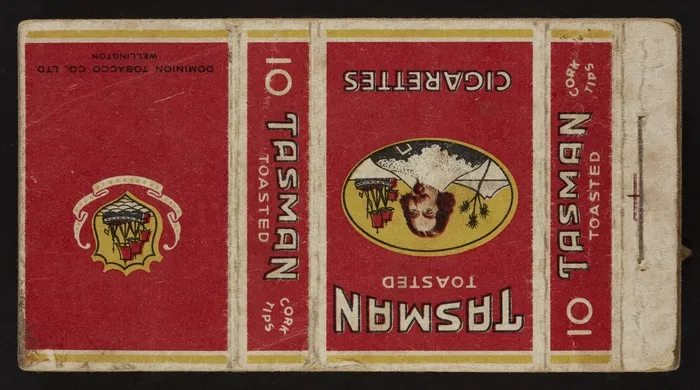 DOMINION TOBACCO CO., LTD.
WELLINGTON
10 TASMAN
TOASTED
CORK
TIPS
TASMAN
TOASTED
CIGARETTES
10 TASMAN
TOASTED
CORK
TIPS